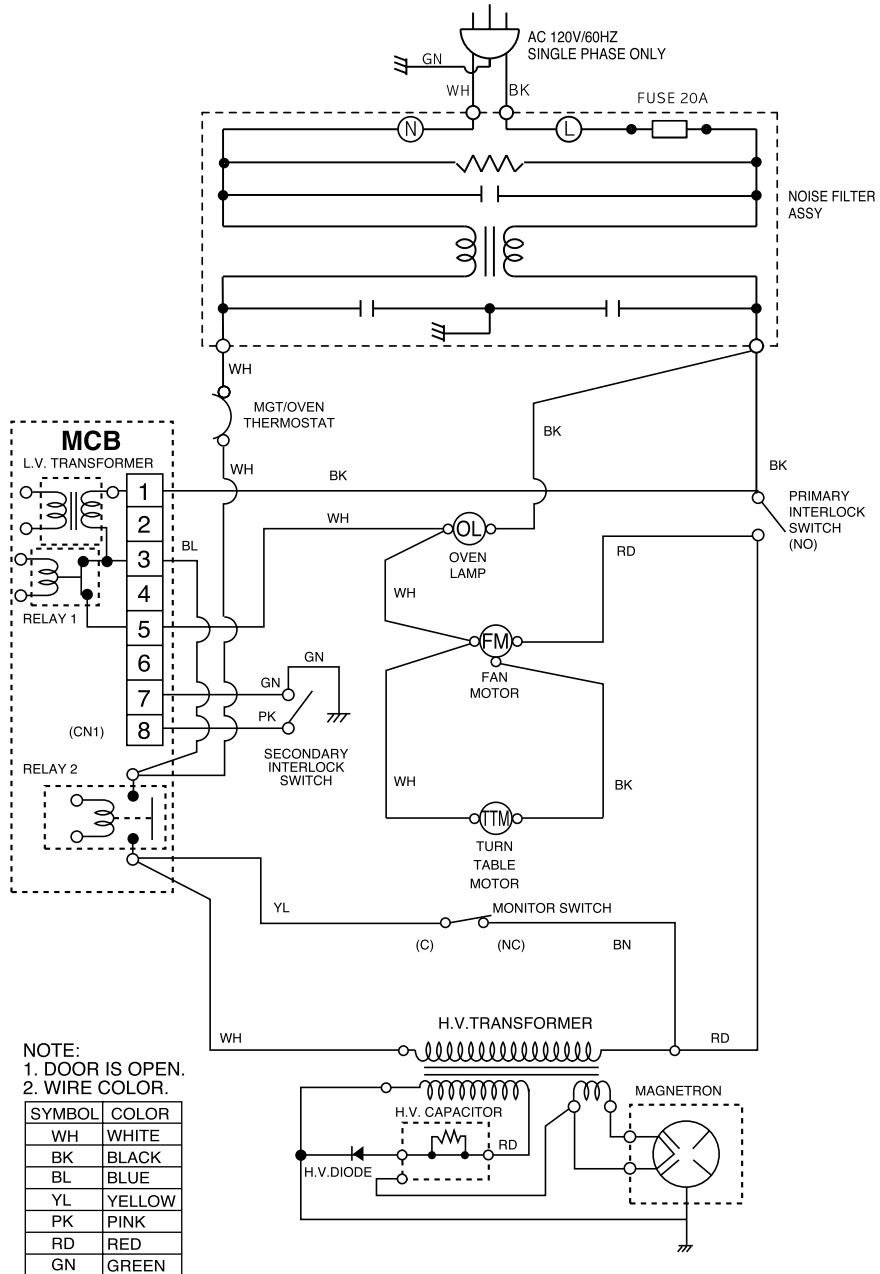 AC 120V/60HZ
SINGLE PHASE ONLY
GN
WH
BK
FUSE 20A
N
L
NOISE FILTER
ASSY
WH
MGT/OVEN
THERMOSTAT
BK
MCB
L.V. TRANSFORMER
WH
BK
BK
1
PRIMARY
INTERLOCK
SWITCH
(NO)
2
WH
OL
OVEN
LAMP
BL
3
RD
4
WH
RELAY 1
5
FM
FAN
MOTOR
6
GN
GN
7
PK
(CN1)
8
SECONDARY
INTERLOCK
SWITCH
RELAY 2
WH
BK
TTM
TURN
TABLE
MOTOR
YL
MONITOR SWITCH
(C)
(NC)
BN
H.V.TRANSFORMER
WH
RD
NOTE:
1. DOOR IS OPEN.
2. WIRE COLOR.
MAGNETRON
H.V. CAPACITOR
RD
H.V.DIODE
SYMBOL COLOR
WH WHITE
BK BLACK
BL BLUE
YL YELLOW
PK PINK
RD RED
GN GREEN